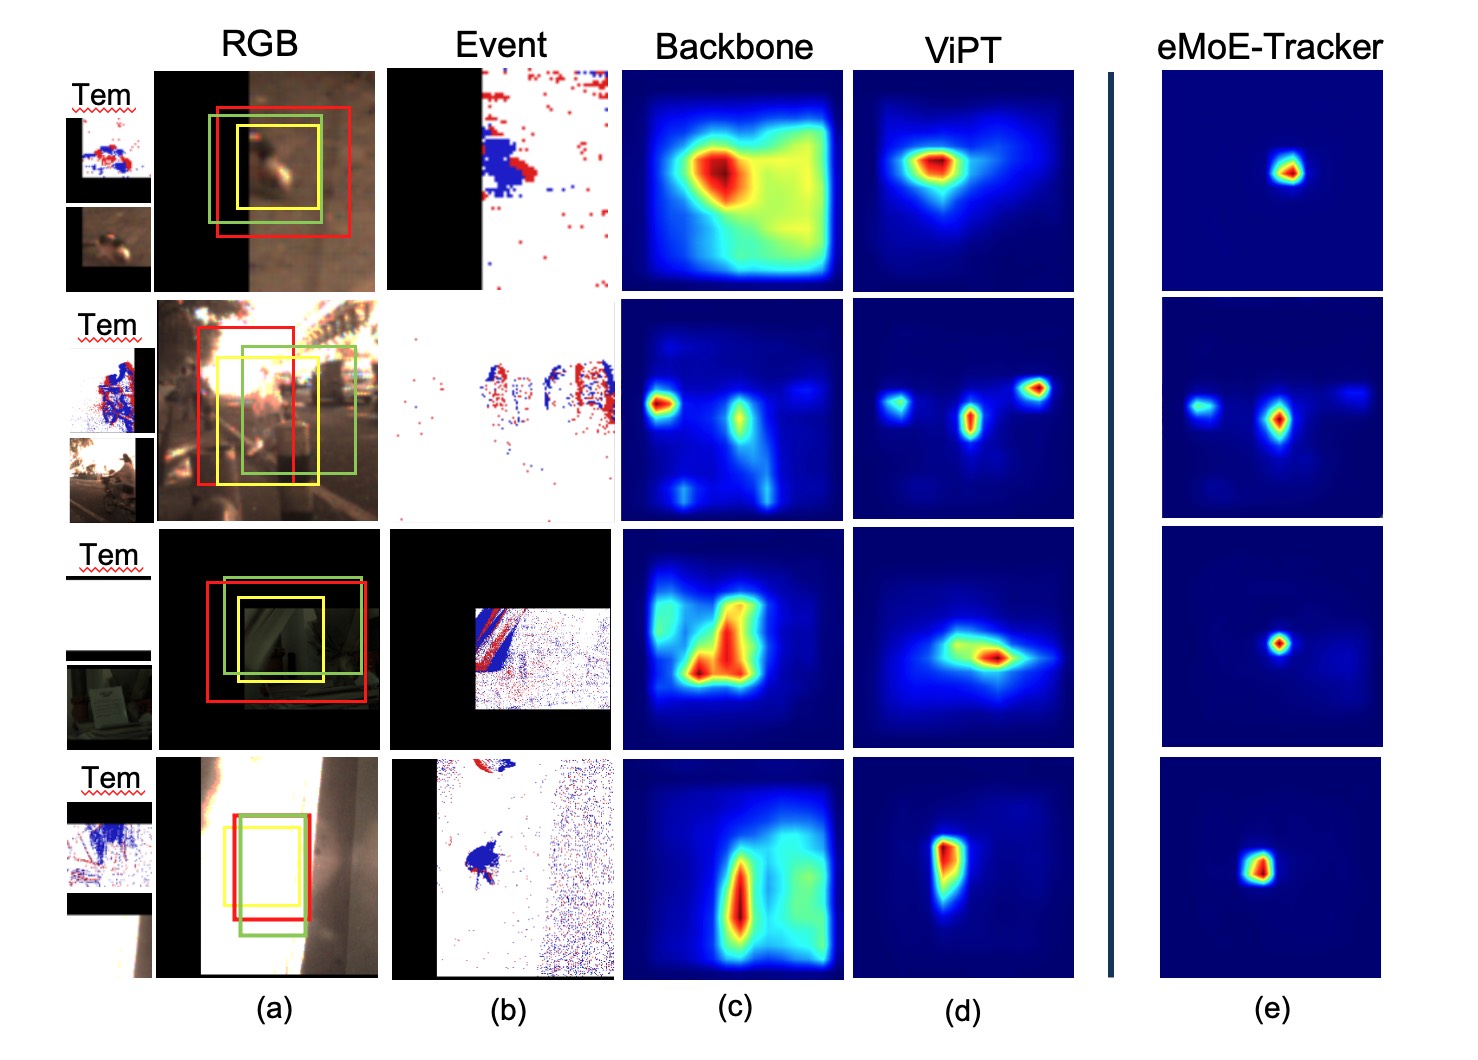 RGB
Event
Backbone
ViPT
eMoE-Tracker
Tem
Tem
Tem
Tem
(a)
(b)
(c)
(d)
(e)